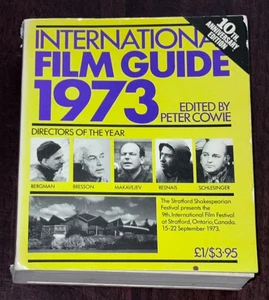 INTERNATIONAL
FILM GUIDE
1973
10TH
ANNIVERSARY
EDITION
EDITED BY
PETER COWIE
DIRECTORS OF THE YEAR
BERGMAN BRESSON MAKAVEJEV RESNAIS SCHLESINGER
The Stratford Shakespearian
Festival presents the
9th International Film Festival
at Stratford, Ontario, Canada.
15-22 September 1973.
£1/$3·95